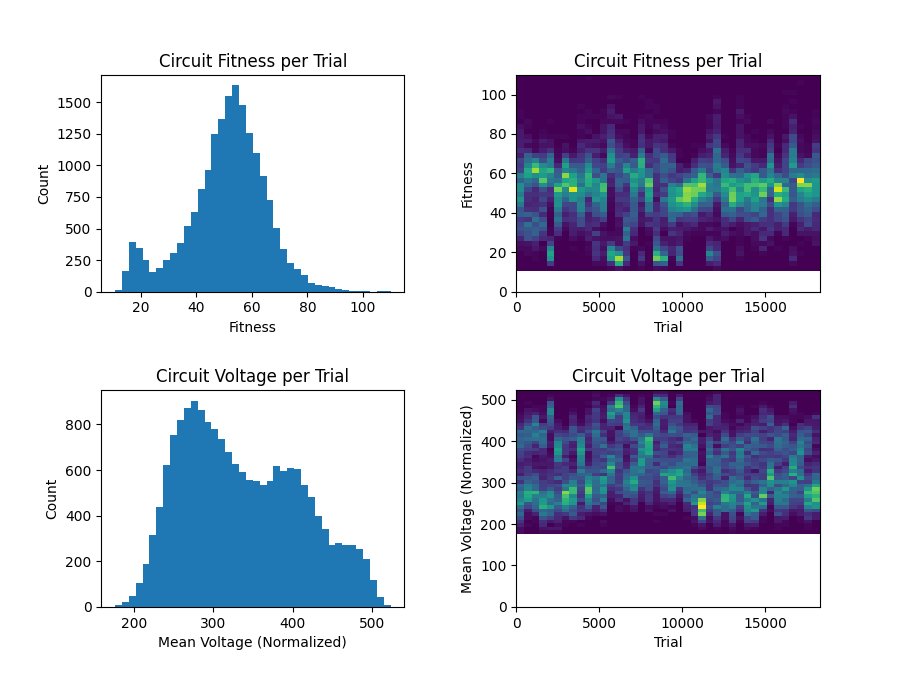 Circuit Fitness per Trial
1500
1250
1000
750
500
250
0
Count
20 40 60 80 100
Fitness
Circuit Fitness per Trial
100
80
60
40
20
0
Fitness
0 5000 10000 15000
Trial
Circuit Voltage per Trial
800
600
400
200
0
Count
200 300 400 500
Mean Voltage (Normalized)
Circuit Voltage per Trial
500
400
300
200
100
0
Mean Voltage (Normalized)
0 5000 10000 15000
Trial